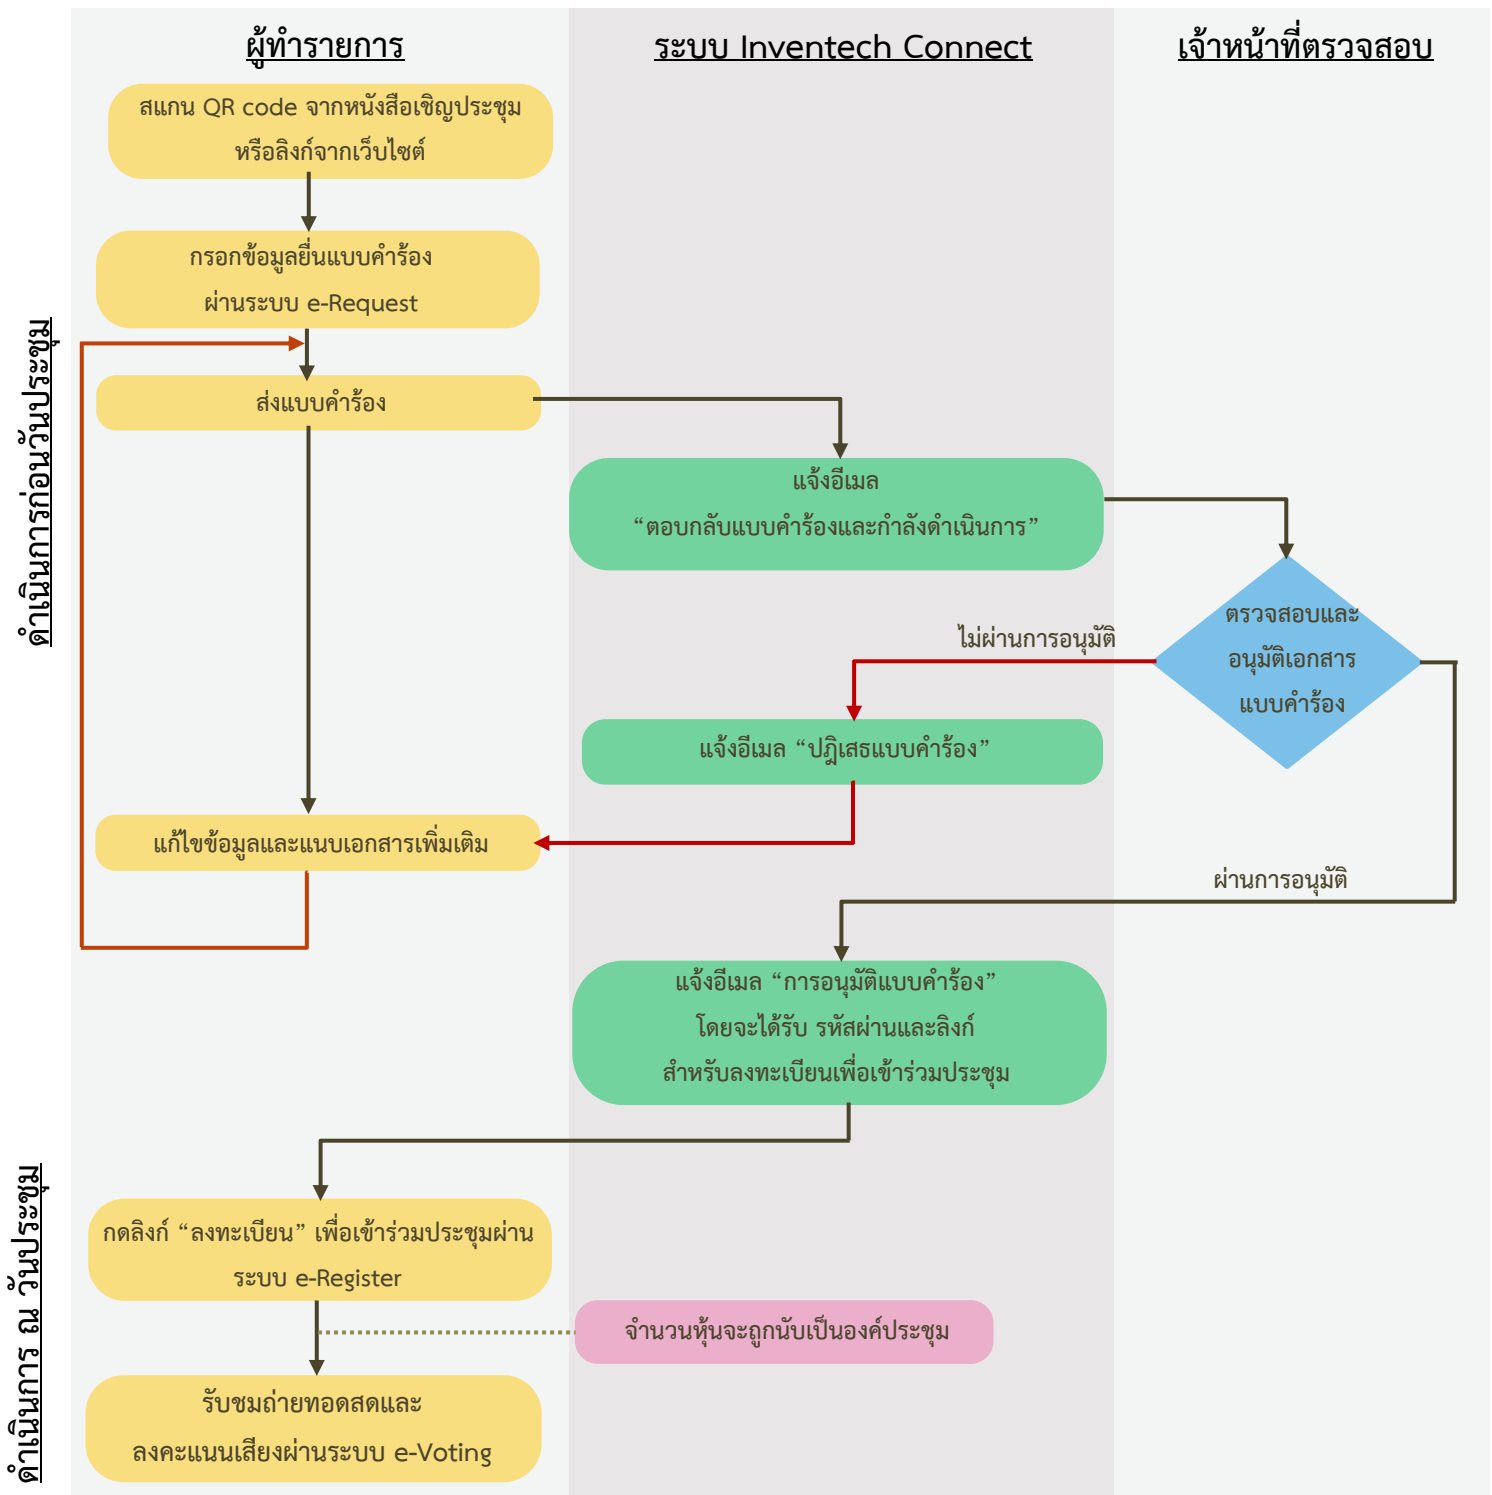 ผู้ทำรายการ
ระบบ Inventech Connect
เจ้าหน้าที่ตรวจสอบ
ดำเนินการก่อนวันประชุม
สแกน QR code จากหนังสือเชิญประชุม
หรือลิงก์จากเว็บไซต์
กรอกข้อมูลยื่นแบบคำร้อง
ผ่านระบบ e-Request
ส่งแบบคำร้อง
แจ้งอีเมล
“ตอบกลับแบบคำร้องและกำลังดำเนินการ”
ตรวจสอบและ
อนุมัติเอกสาร
แบบคำร้อง
ไม่ผ่านการอนุมัติ
แจ้งอีเมล “ปฎิเสธแบบคำร้อง”
แก้ไขข้อมูลและแนบเอกสารเพิ่มเติม
ผ่านการอนุมัติ
แจ้งอีเมล “การอนุมัติแบบคำร้อง”
โดยจะได้รับ รหัสผ่านและลิงก์
สำหรับลงทะเบียนเพื่อเข้าร่วมประชุม
ดำเนินการ ณ วันประชุม
กดลิงก์ “ลงทะเบียน” เพื่อเข้าร่วมประชุมผ่าน
ระบบ e-Register
จำนวนหุ้นจะถูกนับเป็นองค์ประชุม
รับชมถ่ายทอดสดและ
ลงคะแนนเสียงผ่านระบบ e-Voting